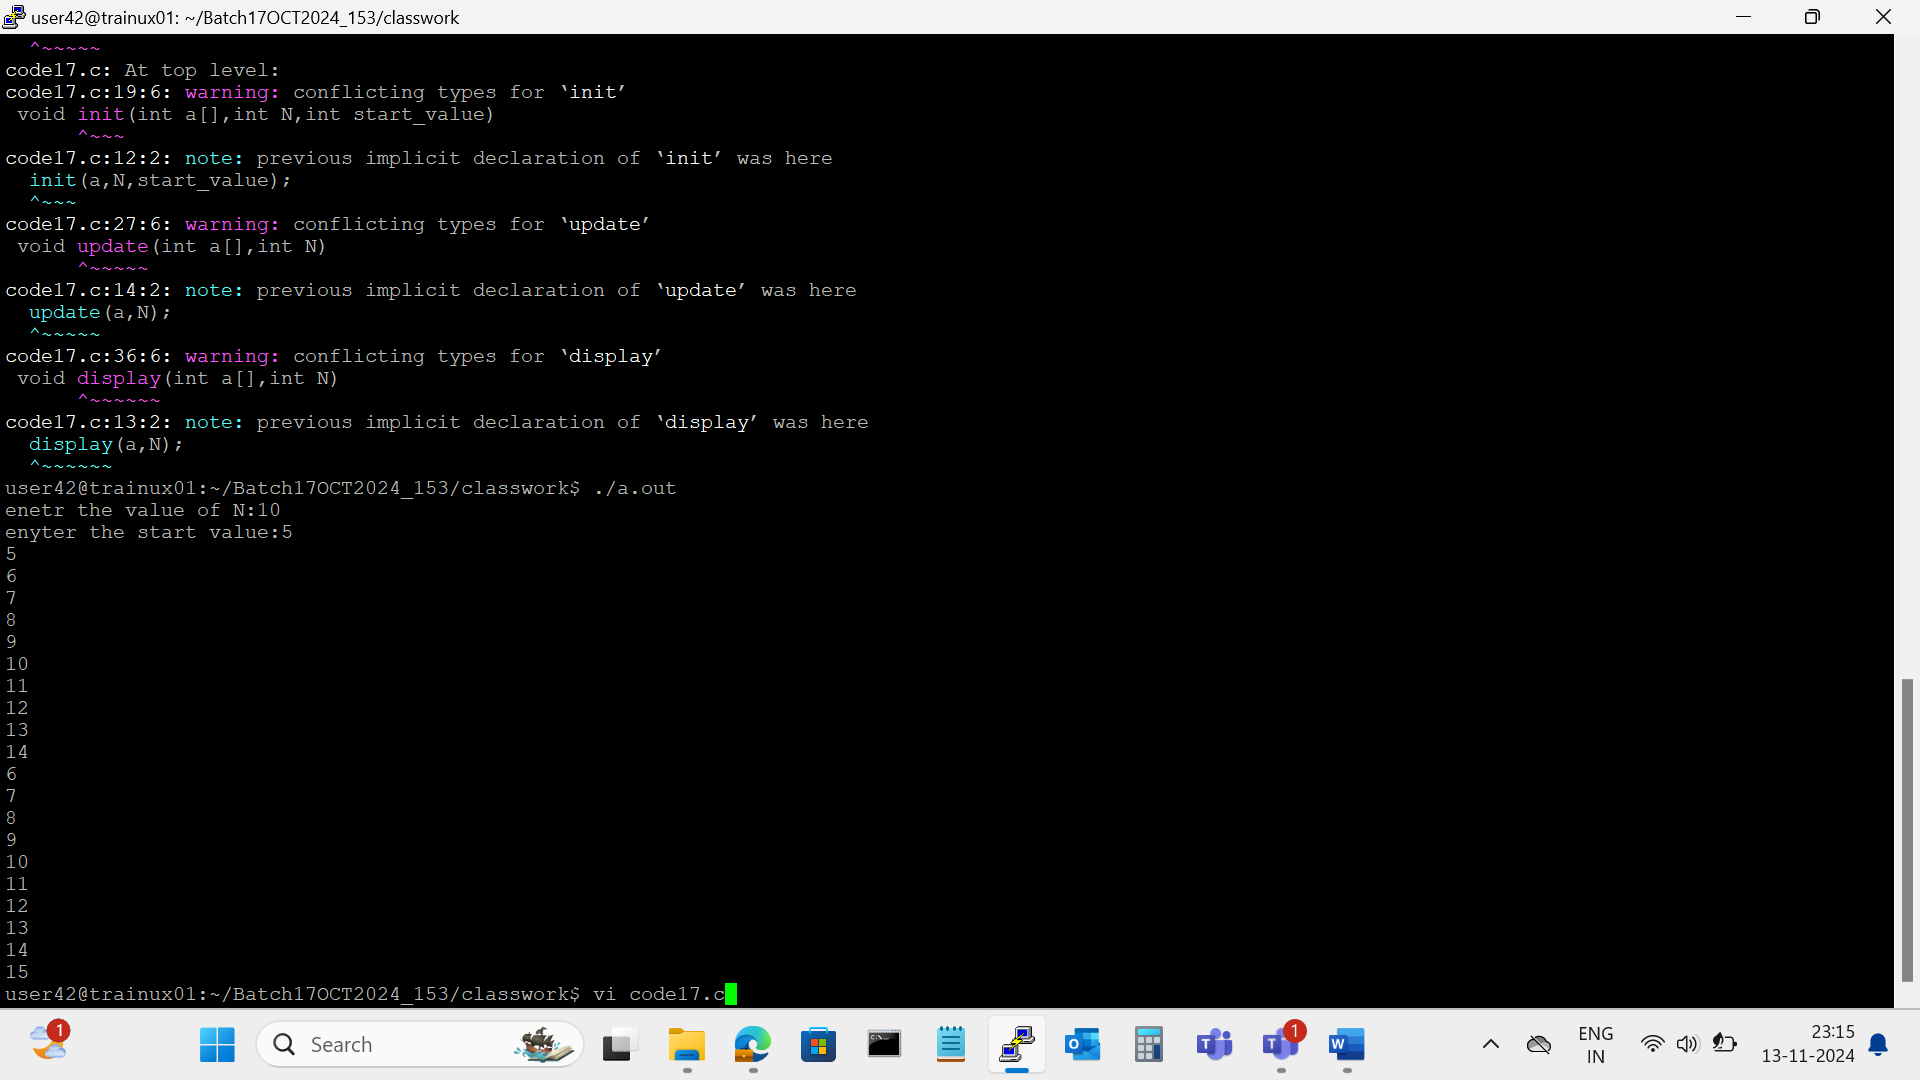 user42@trainux01: ~/Batch17OCT2024_153/classwork
  ^~~~~~
code17.c: At top level:
code17.c:19:6: warning: conflicting types for ‘init’
 void init(int a[],int N,int start_value)
      ^~~~
code17.c:12:2: note: previous implicit declaration of ‘init’ was here
  init(a,N,start_value);
  ^~~~
code17.c:27:6: warning: conflicting types for ‘update’
 void update(int a[],int N)
      ^~~~~~
code17.c:14:2: note: previous implicit declaration of ‘update’ was here
  update(a,N);
  ^~~~~~
code17.c:36:6: warning: conflicting types for ‘display’
 void display(int a[],int N)
      ^~~~~~~
code17.c:13:2: note: previous implicit declaration of ‘display’ was here
  display(a,N);
  ^~~~~~~
user42@trainux01:~/Batch17OCT2024_153/classwork$ ./a.out
enetr the value of N:10
enyter the start value:5
5
6
7
8
9
10
11
12
13
14
6
7
8
9
10
11
12
13
14
15
user42@trainux01:~/Batch17OCT2024_153/classwork$ vi code17.c
1
Search
1
ENG
IN
23:15
13-11-2024